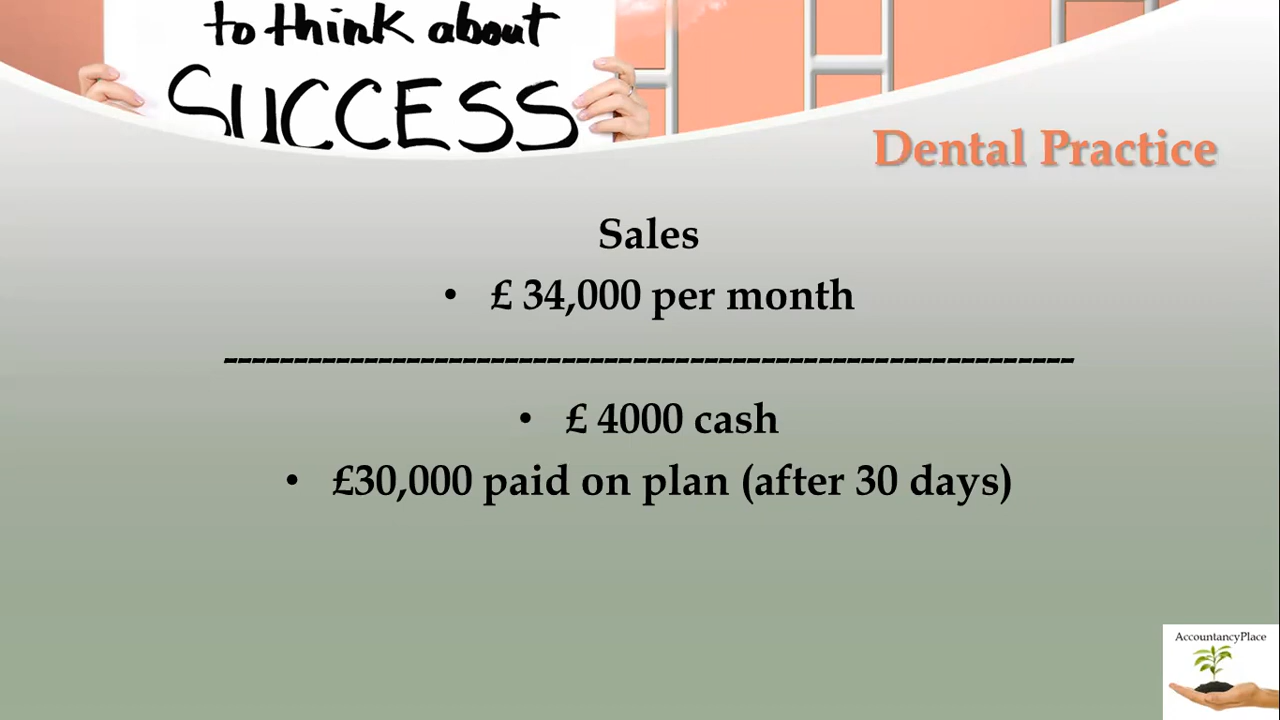 to think about
SUCCESS
Dental Practice
Sales
• £ 34,000 per month
-------------------------------------------------------------
• £ 4000 cash
• £30,000 paid on plan (after 30 days)
AccountancyPlace